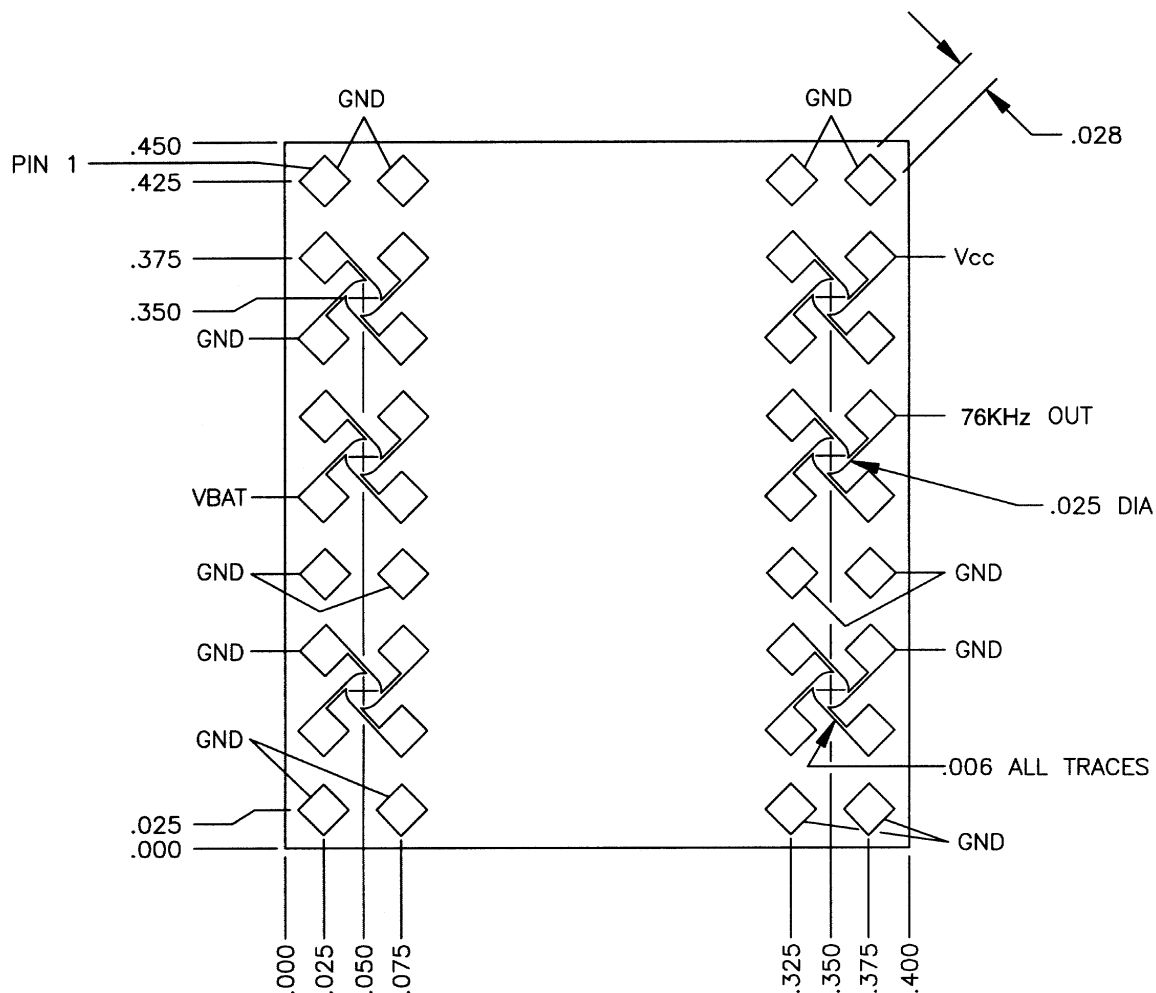 GND
GND
.450
.028
PIN 1
.425
.375
Vcc
.350
GND
76KHz OUT
VBAT
.025 DIA
GND
GND
GND
GND
GND
.006 ALL TRACES
.025
.000
GND
.000
.025
.050
.075
.325
.350
.375
.400